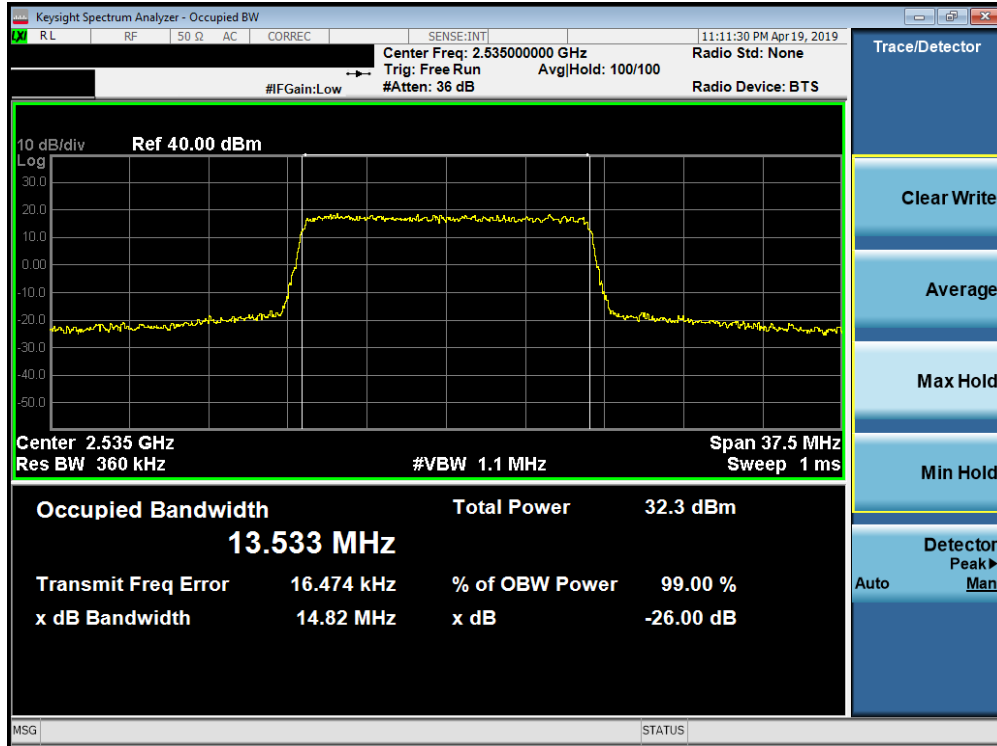 Keysight Spectrum Analyzer - Occupied BW
LXI RL RF 50 Ω AC CORREC SENSE:INT 11:11:30 PM Apr 19, 2019
Center Freq: 2.535000000 GHz Radio Std: None
Trig: Free Run Avg|Hold: 100/100
#IFGain:Low #Atten: 36 dB Radio Device: BTS
10 dB/div Ref 40.00 dBm
Log
30.0
20.0
10.0
0.00
-10.0
-20.0
-30.0
-40.0
-50.0
Center 2.535 GHz Span 37.5 MHz
Res BW 360 kHz #VBW 1.1 MHz Sweep 1 ms
Occupied Bandwidth Total Power 32.3 dBm
13.533 MHz
Transmit Freq Error 16.474 kHz % of OBW Power 99.00 %
x dB Bandwidth 14.82 MHz x dB -26.00 dB
MSG STATUS
Trace/Detector
Clear Write
Average
Max Hold
Min Hold
Detector
Peak▶
Auto Man